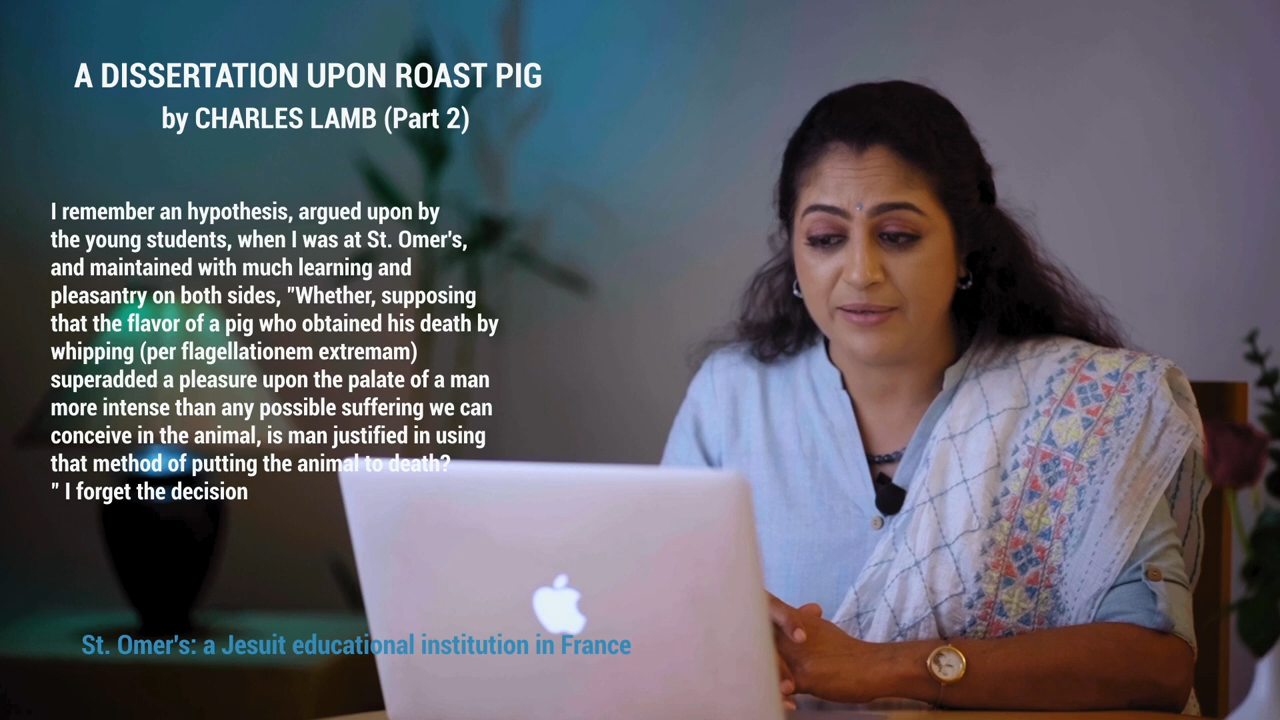 A DISSERTATION UPON ROAST PIG
by CHARLES LAMB (Part 2)
I remember an hypothesis, argued upon by
the young students, when I was at St. Omer's,
and maintained with much learning and
pleasantry on both sides, "Whether, supposing
that the flavor of a pig who obtained his death by
whipping (per flagellationem extremam)
superadded a pleasure upon the palate of a man
more intense than any possible suffering we can
conceive in the animal, is man justified in using
that method of putting the animal to death?
" I forget the decision
St. Omer's: a Jesuit educational institution in France